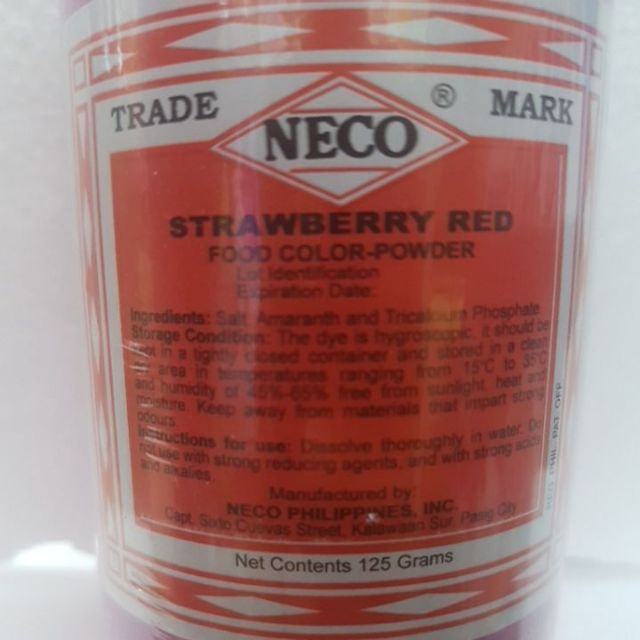 TRADE NECO ® MARK
STRAWBERRY RED
FOOD COLOR-POWDER
Lot Identification
Expiration Date:
Ingredients: Salt, Amaranth and Tricalcium Phosphate
Storage Condition: The dye is hygroscopic, it should be
kept in a tightly closed container and stored in a clean
dry area in temperatures ranging from 15°C to 35°C
and humidity of 45%-65% free from sunlight, heat and
moisture. Keep away from materials that impart strong
odours.
Instructions for use: Dissolve thoroughly in water. Do
not use with strong reducing agents, and with strong acids
and alkalies.
Manufactured by:
NECO PHILIPPINES, INC.
Capt. Sixto Cuevas Street, Kalawaan Sur, Pasig City
REG. PHIL. PAT. OFF.
Net Contents 125 Grams